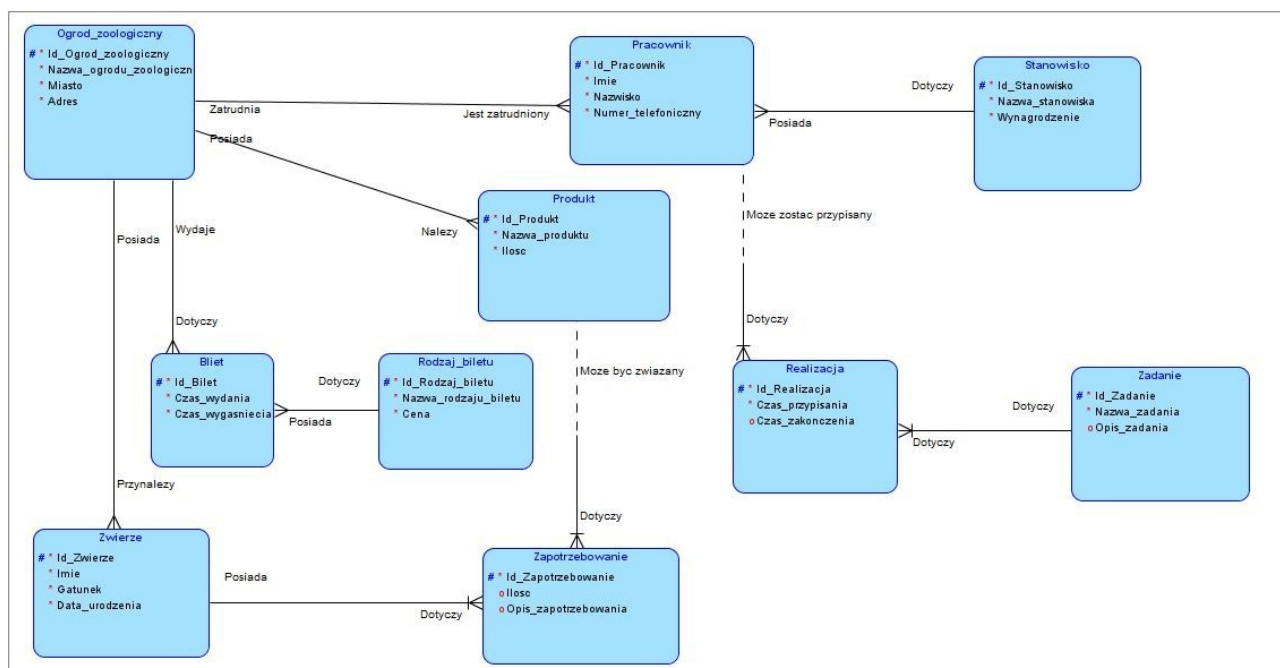 Ogrod_zoologiczny
# * Id_Ogrod_zoologiczny
* Nazwa_ogrodu_zoologiczn
* Miasto
* Adres
Pracownik
# * Id_Pracownik
* Imie
* Nazwisko
* Numer_telefoniczny
Stanowisko
# * Id_Stanowisko
* Nazwa_stanowiska
* Wynagrodzenie
Zatrudnia
Jest zatrudniony
Dotyczy
Posiada
Posiada
Nalezy
Produkt
# * Id_Produkt
* Nazwa_produktu
* Ilosc
Moze zostac przypisany
Dotyczy
Posiada
Wydaje
Dotyczy
Bliet
# * Id_Bilet
* Czas_wydania
* Czas_wygasniecia
Dotyczy
Posiada
Rodzaj_biletu
# * Id_Rodzaj_biletu
* Nazwa_rodzaju_biletu
* Cena
Moze byc zwiazany
Dotyczy
Realizacja
# * Id_Realizacja
* Czas_przypisania
o Czas_zakonczenia
Dotyczy
Dotyczy
Zadanie
# * Id_Zadanie
* Nazwa_zadania
o Opis_zadania
Przynalezy
Zwierze
# * Id_Zwierze
* Imie
* Gatunek
* Data_urodzenia
Posiada
Dotyczy
Zapotrzebowanie
# * Id_Zapotrzebowanie
o Ilosc
o Opis_zapotrzebowania